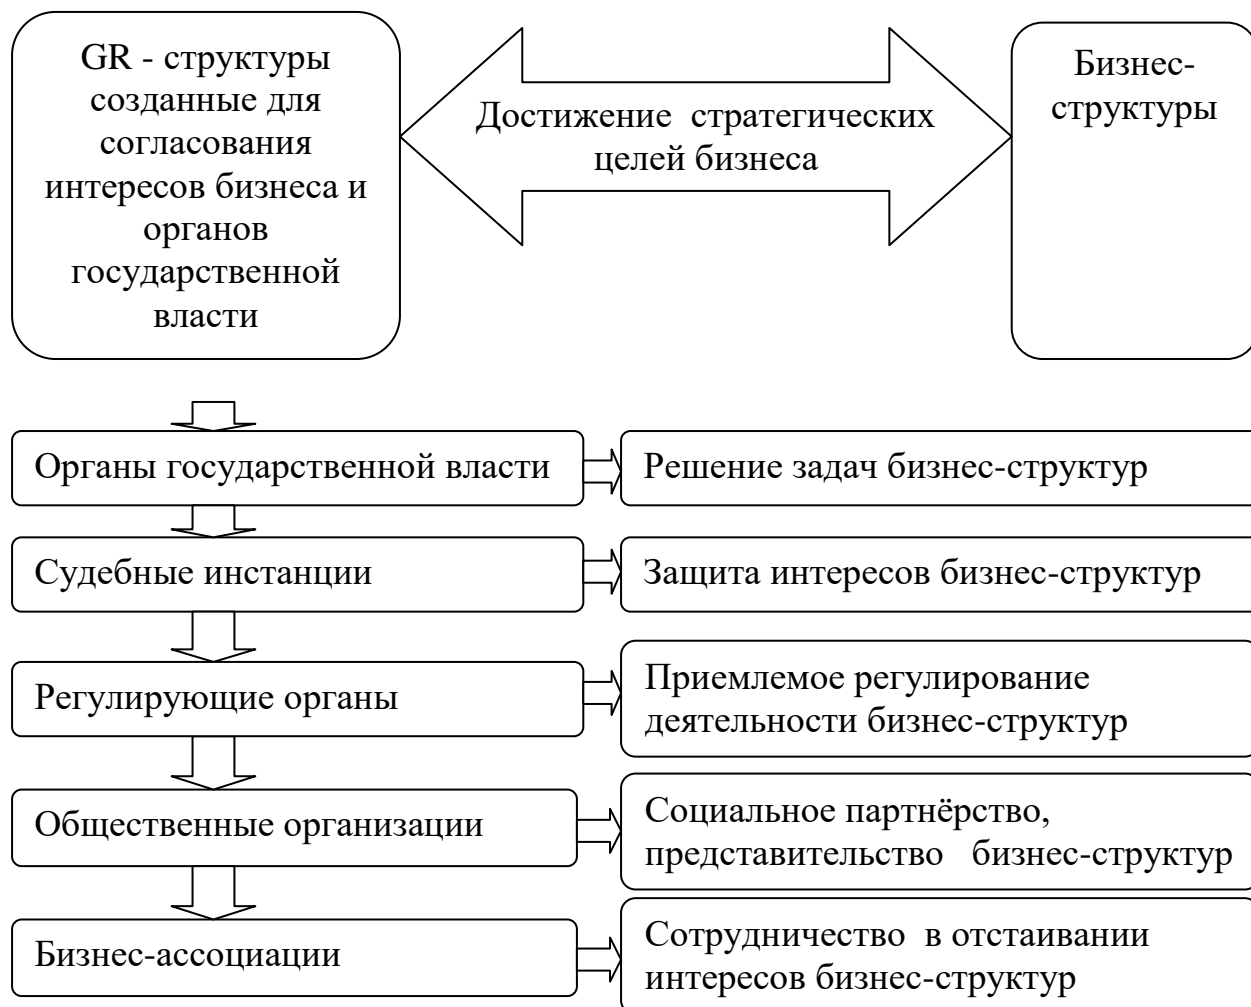 GR - структуры
созданные для
согласования
интересов бизнеса и
органов
государственной
власти
Достижение стратегических
целей бизнеса
Бизнес-
структуры
Органы государственной власти
Решение задач бизнес-структур
Судебные инстанции
Защита интересов бизнес-структур
Регулирующие органы
Приемлемое регулирование
деятельности бизнес-структур
Общественные организации
Социальное партнёрство,
представительство бизнес-структур
Бизнес-ассоциации
Сотрудничество в отстаивании
интересов бизнес-структур